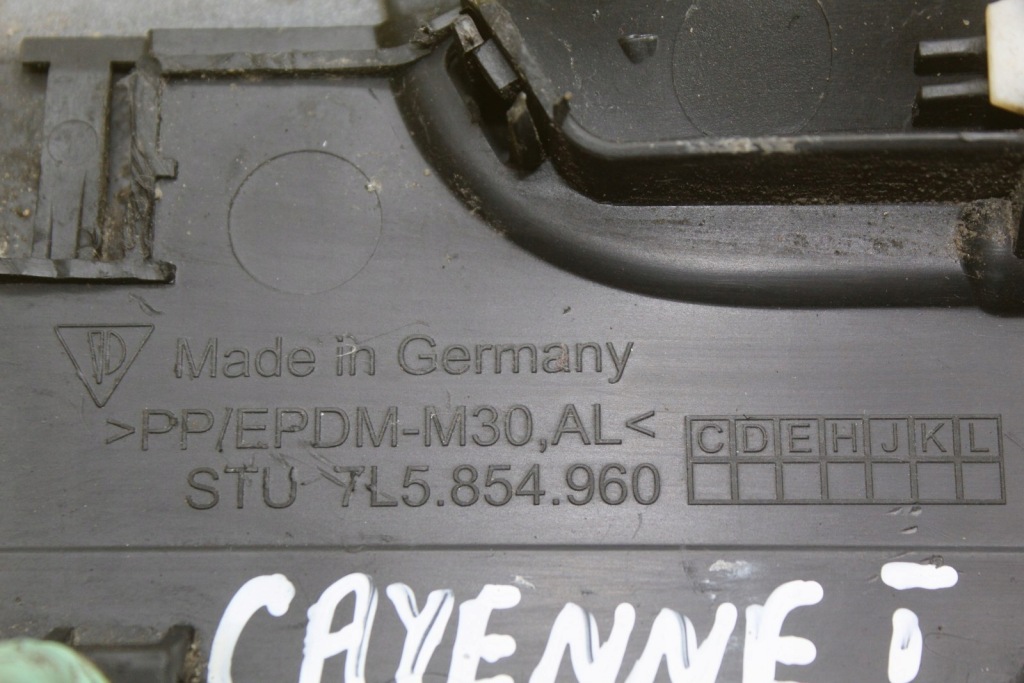 Made in Germany
>PP/EPDM-M30,AL<
STU 7L5.854.960
C D E H J K L
CAYENNE I